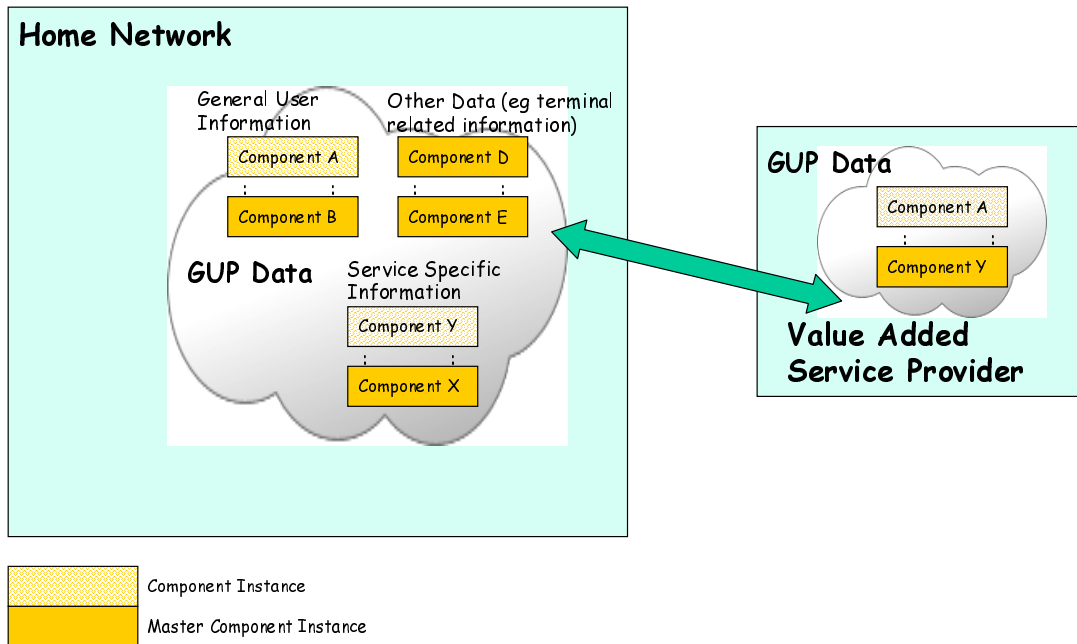 Home Network
General User
Information
Other Data (eg terminal
related information)
Component A
Component D
Component B
Component E
GUP Data
Service Specific
Information
Component Y
Component X
GUP Data
Component A
Component Y
Value Added
Service Provider
Component Instance
Master Component Instance